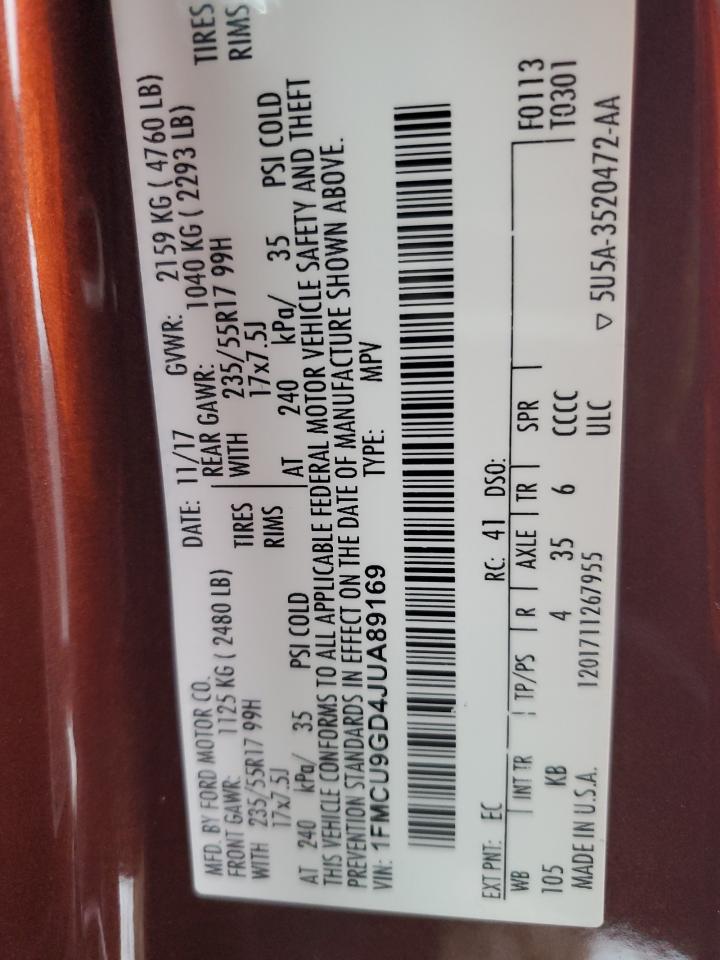 MFD. BY FORD MOTOR CO. DATE: 11/17 GVWR: 2159 KG ( 4760 LB)
FRONT GAWR: 1125 KG ( 2480 LB) REAR GAWR: 1040 KG ( 2293 LB)
WITH 235/55R17 99H TIRES WITH 235/55R17 99H TIRES
17x7.5J RIMS 17x7.5J RIMS
AT 240 kPa/ 35 PSI COLD AT 240 kPa/ 35 PSI COLD
THIS VEHICLE CONFORMS TO ALL APPLICABLE FEDERAL MOTOR VEHICLE SAFETY AND THEFT
PREVENTION STANDARDS IN EFFECT ON THE DATE OF MANUFACTURE SHOWN ABOVE.
VIN: 1FMCU9GD4JUA89169 TYPE: MPV
EXT PNT: EC RC: 41 DSO:
WB INT TR TP/PS R AXLE TR SPR F0113
105 KB 4 35 6 CCCC T0301
MADE IN U.S.A. 1201711267955 ULC ▽ 5U5A-3520472-AA